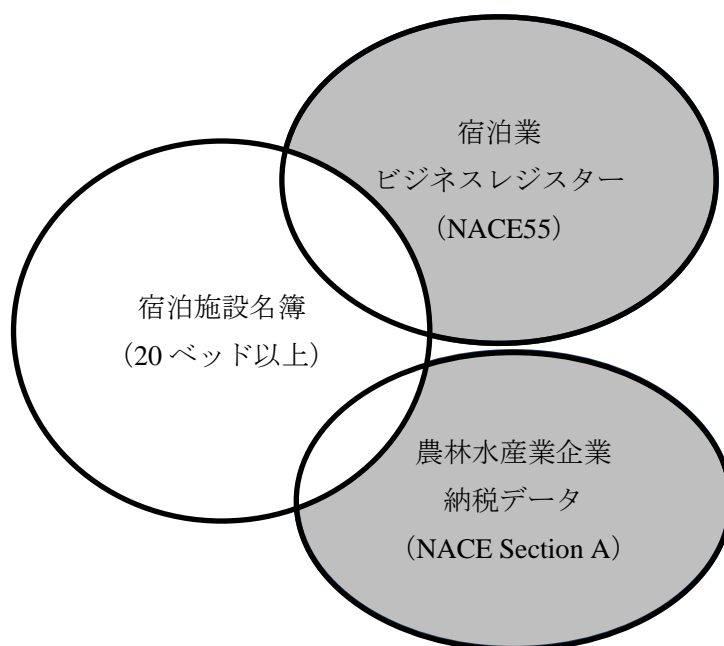 宿泊業
ビジネスレジスター
（NACE55）
宿泊施設名簿
（20 ベッド以上）
農林水産業企業
納税データ
（NACE Section A）